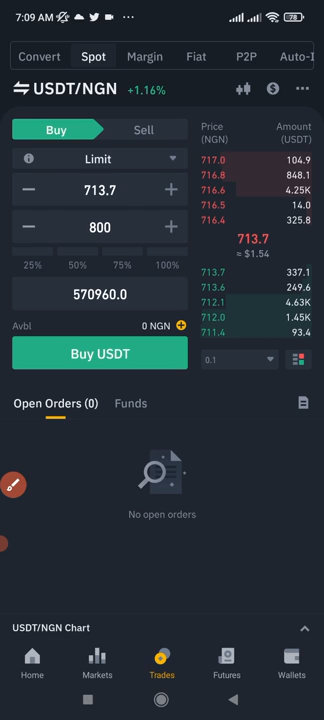 7:09 AM
78
Convert Spot Margin Fiat P2P Auto-I
USDT/NGN +1.16%
Buy Sell
Limit
713.7
800
25% 50% 75% 100%
570960.0
Avbl 0 NGN
Buy USDT
Price Amount
(NGN) (USDT)
717.0 104.9
716.8 848.1
716.6 4.25K
716.5 14.0
716.4 325.8
713.7
≈ $1.54
713.7 337.1
713.6 249.6
712.1 4.63K
712.0 1.45K
711.4 93.4
0.1
Open Orders (0) Funds
No open orders
USDT/NGN Chart
Home Markets Trades Futures Wallets